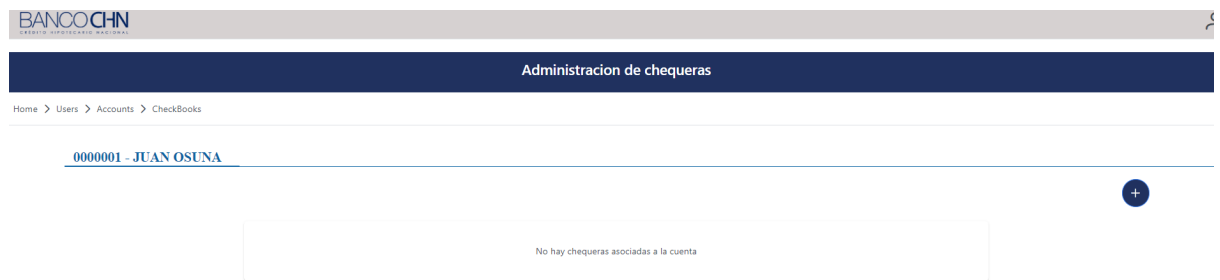 BANCOCHN
CRÉDITO HIPOTECARIO NACIONAL
Administracion de chequeras
Home > Users > Accounts > CheckBooks
0000001 - JUAN OSUNA
+
No hay chequeras asociadas a la cuenta